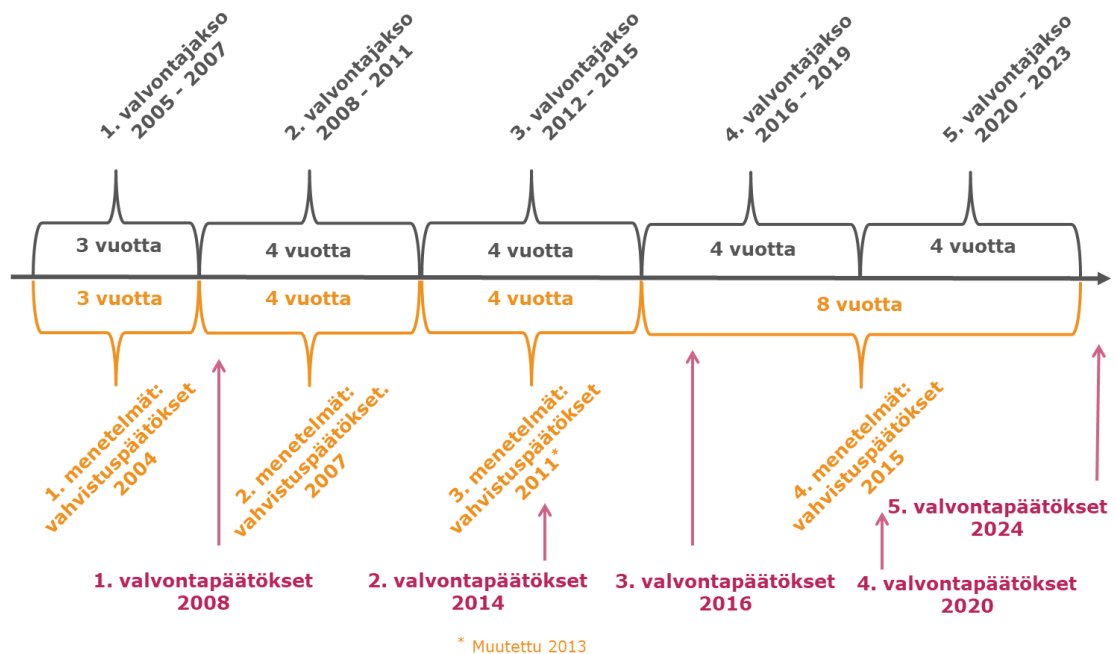 1. valvontajakso
2005 - 2007
2. valvontajakso
2008 - 2011
3. valvontajakso
2012 - 2015
4. valvontajakso
2016 - 2019
5. valvontajakso
2020 - 2023
3 vuotta
4 vuotta
4 vuotta
4 vuotta
4 vuotta
3 vuotta
4 vuotta
4 vuotta
8 vuotta
1. menetelmät:
vahvistuspäätökset
2004
2. menetelmät:
vahvistuspäätökset.
2007
3. menetelmät:
vahvistuspäätökset
2011*
4. menetelmät:
vahvistuspäätökset
2015
5. valvontapäätökset
2024
1. valvontapäätökset
2008
2. valvontapäätökset
2014
3. valvontapäätökset
2016
4. valvontapäätökset
2020
* Muutettu 2013